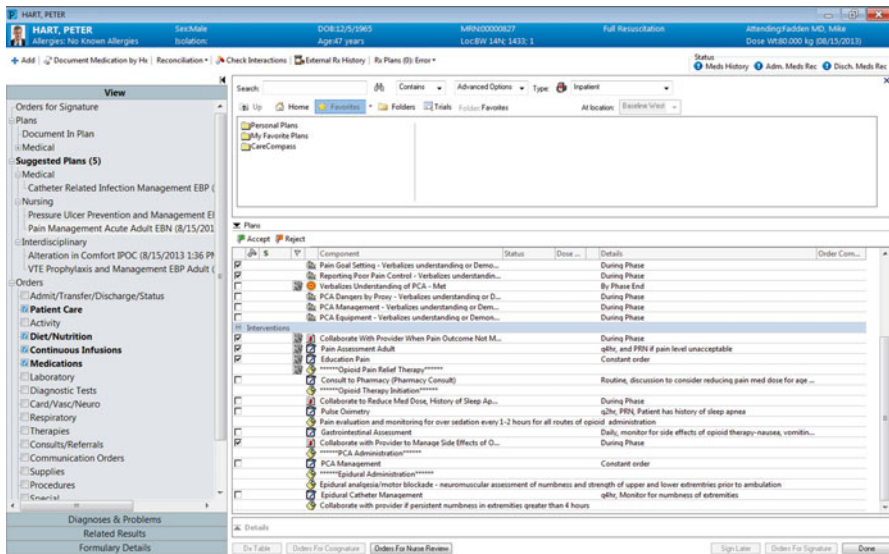 HART, PETER
HART, PETER Sex:Male DOB:12/5/1965 MRN:00000827 Full Resuscitation Attending:Fadden MD, Mike
Allergies: No Known Allergies Isolation: Age:47 years Loc:BW 14N; 1433; 1 Dose Wt:80.000 kg (08/15/2013)
Add Document Medication by Hx Reconciliation Check Interactions External Rx History Rx Plans (0): Error
Status
Meds History Adm. Meds Rec Disch. Meds Rec
View
Orders for Signature
Plans
Document In Plan
Medical
Suggested Plans (5)
Medical
Catheter Related Infection Management EBP (
Nursing
Pressure Ulcer Prevention and Management E
Pain Management Acute Adult EBN (8/15/201
Interdisciplinary
Alteration in Comfort IPOC (8/15/2013 1:36 PM
VTE Prophylaxis and Management EBP Adult (
Orders
Admit/Transfer/Discharge/Status
Patient Care
Activity
Diet/Nutrition
Continuous Infusions
Medications
Laboratory
Diagnostic Tests
Card/Vasc/Neuro
Respiratory
Therapies
Consults/Referrals
Communication Orders
Supplies
Procedures
Special
Diagnoses & Problems
Related Results
Formulary Details
Search: Contains Advanced Options Type: Inpatient
Up Home Favorites Folders Trials Folder: Favorites At location: Baseline West
Personal Plans
My Favorite Plans
CareCompass
Plans
Accept Reject
$ Component Status Dose ... Details Order Com...
Pain Goal Setting - Verbalizes understanding or Demo... During Phase
Reporting Poor Pain Control - Verbalizes understandin... During Phase
Verbalizes Understanding of PCA - Met By Phase End
PCA Dangers by Proxy - Verbalizes understanding or D... During Phase
PCA Management - Verbalizes understanding or Dem... During Phase
PCA Equipment - Verbalizes understanding or Demon... During Phase
Interventions
Collaborate With Provider When Pain Outcome Not M... During Phase
Pain Assessment Adult q4hr, and PRN if pain level unacceptable
Education Pain Constant order
******Opioid Pain Relief Therapy******
Consult to Pharmacy (Pharmacy Consult) Routine, discussion to consider reducing pain med dose for age ...
******Opioid Therapy Initiation******
Collaborate to Reduce Med Dose, History of Sleep Ap... During Phase
Pulse Oximetry q2hr, PRN, Patient has history of sleep apnea
Pain evaluation and monitoring for over sedation every 1-2 hours for all routes of opioid administration
Gastrointestinal Assessment Daily, monitor for side effects of opioid therapy-nausea, vomitin...
Collaborate with Provider to Manage Side Effects of O... During Phase
******PCA Administration******
PCA Management Constant order
******Epidural Administration******
Epidural analgesia/motor blockade - neuromuscular assessment of numbness and strength of upper and lower extremtries prior to ambulation
Epidural Catheter Management q4hr, Monitor for numbness of extremities
Collaborate with provider if persistent numbness in extremities greater than 4 hours
Details
Dx Table Orders For Cosignature Orders For Nurse Review Sign Later Orders For Signature Done